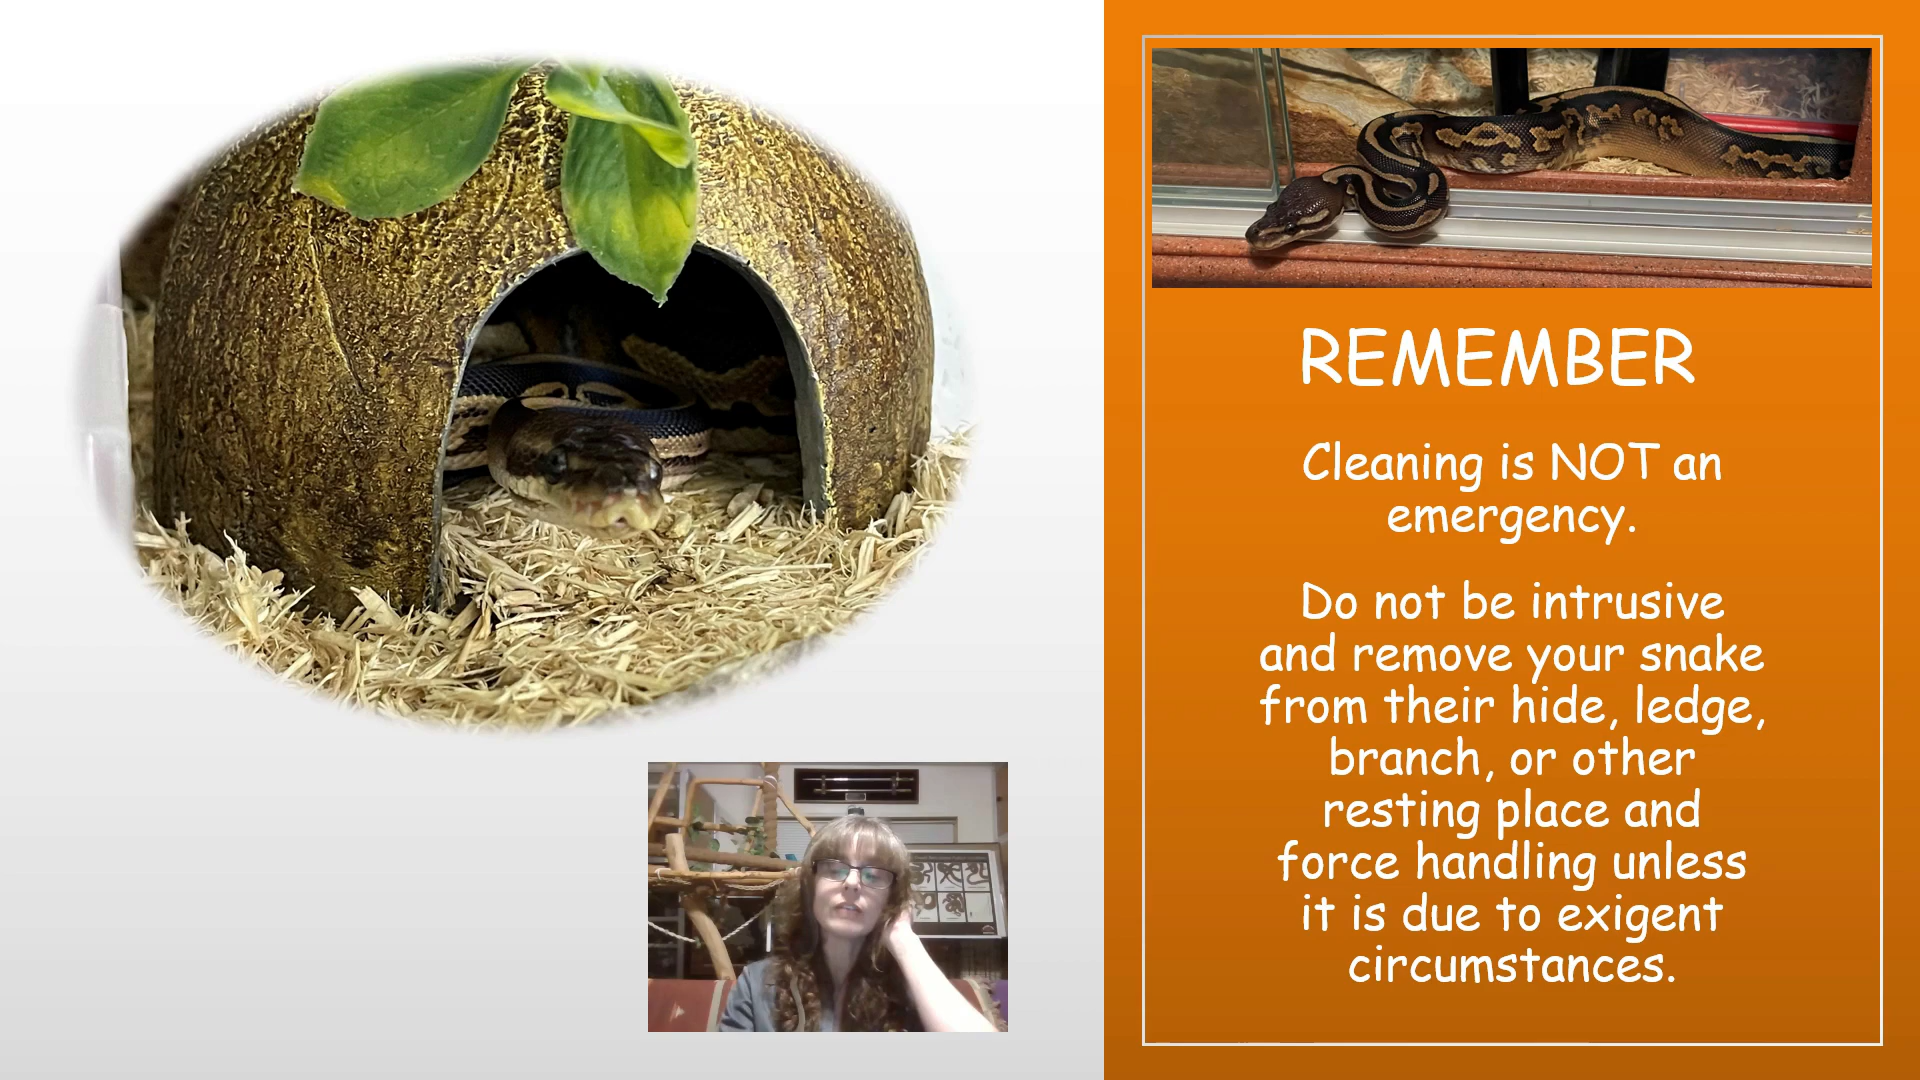 REMEMBER
Cleaning is NOT an
emergency.
Do not be intrusive
and remove your snake
from their hide, ledge,
branch, or other
resting place and
force handling unless
it is due to exigent
circumstances.